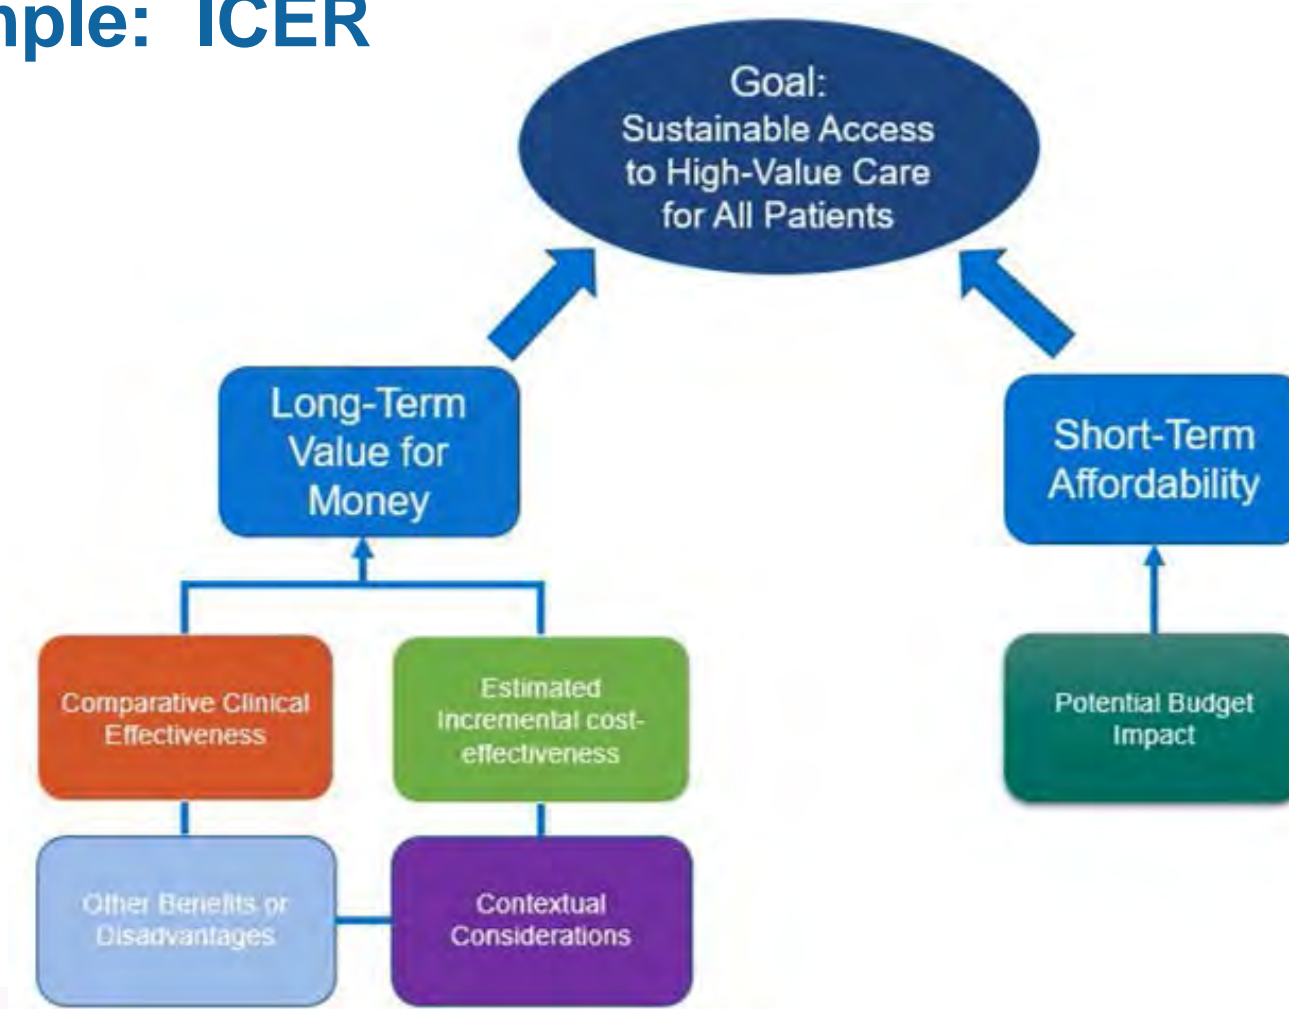 mple: ICER
Goal:
Sustainable Access
to High-Value Care
for All Patients
Long-Term
Value for
Money
Short-Term
Affordability
Comparative Clinical
Effectiveness
Estimated
Incremental cost-
effectiveness
Potential Budget
Impact
Other Benefits or
Disadvantages
Contextual
Considerations